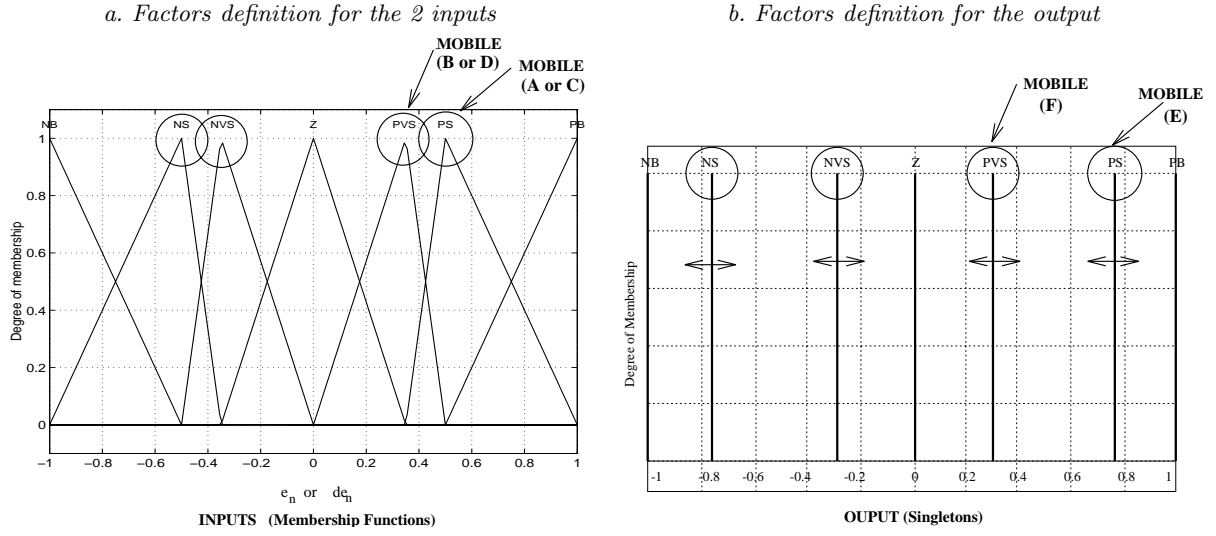 a. Factors definition for the 2 inputs
MOBILE
(B or D)
MOBILE
(A or C)
NB NS NVS Z PVS PS PB
1
0.8
0.6
0.4
0.2
0
Degree of membership
−1 −0.8 −0.6 −0.4 −0.2 0 0.2 0.4 0.6 0.8 1
e_n or de_n
INPUTS (Membership Functions)
b. Factors definition for the output
MOBILE
(F)
MOBILE
(E)
NB NS NVS Z PVS PS PB
Degree of Membership
-1 -0.8 -0.6 -0.4 -0.2 0 0.2 0.4 0.6 0.8 1
OUPUT (Singletons)